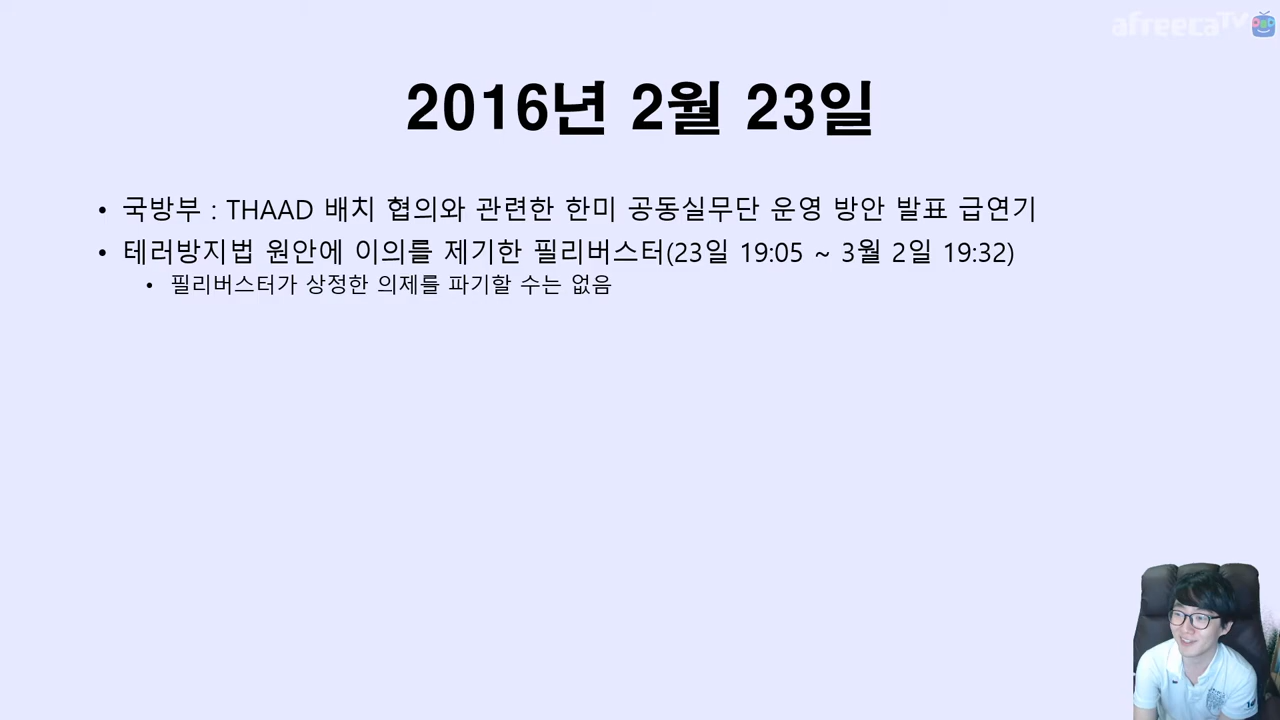 afreecaTV
2016년 2월 23일
• 국방부 : THAAD 배치 협의와 관련한 한미 공동실무단 운영 방안 발표 급연기
• 테러방지법 원안에 이의를 제기한 필리버스터(23일 19:05 ~ 3월 2일 19:32)
• 필리버스터가 상정한 의제를 파기할 수는 없음